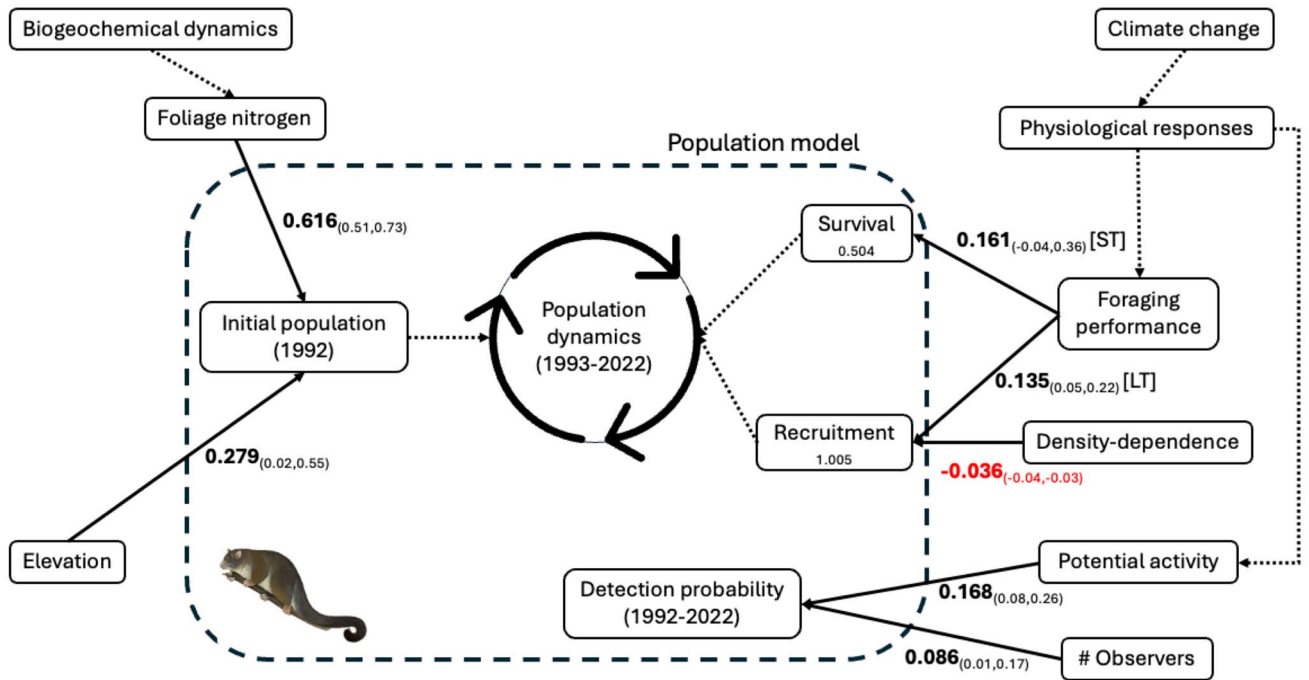 Biogeochemical dynamics
Climate change
Foliage nitrogen
Physiological responses
Population model
0.616(0.51,0.73)
Survival
0.504
0.161(-0.04,0.36) [ST]
Initial population
(1992)
Population
dynamics
(1993-2022)
Foraging
performance
0.135(0.05,0.22) [LT]
0.279(0.02,0.55)
Recruitment
1.005
Density-dependence
-0.036(-0.04,-0.03)
Elevation
Detection probability
(1992-2022)
Potential activity
0.168(0.08,0.26)
0.086(0.01,0.17)
# Observers